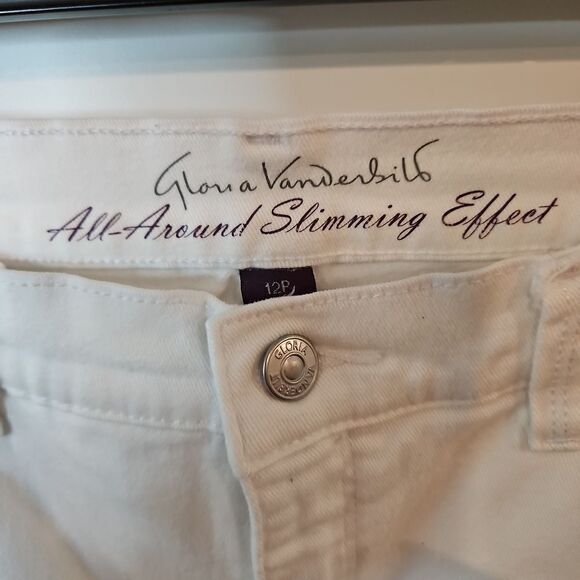 Gloria Vanderbilt
All-Around Slimming Effect
12P
GLORIA
VANDERBILT